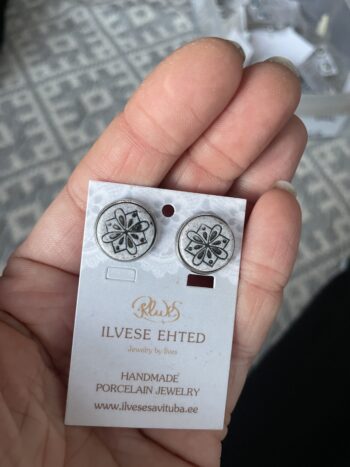 ILVESE EHTED
Jewelry by Ilves
HANDMADE
PORCELAIN JEWELRY
www.ilvesesavituba.ee